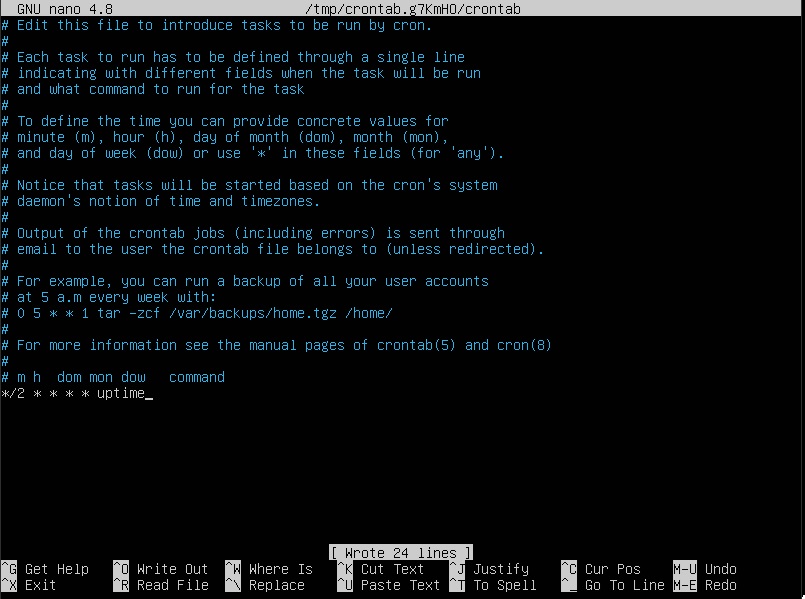 GNU nano 4.8 /tmp/crontab.g7KmHO/crontab
# Edit this file to introduce tasks to be run by cron.
#
# Each task to run has to be defined through a single line
# indicating with different fields when the task will be run
# and what command to run for the task
#
# To define the time you can provide concrete values for
# minute (m), hour (h), day of month (dom), month (mon),
# and day of week (dow) or use '*' in these fields (for 'any').
#
# Notice that tasks will be started based on the cron's system
# daemon's notion of time and timezones.
#
# Output of the crontab jobs (including errors) is sent through
# email to the user the crontab file belongs to (unless redirected).
#
# For example, you can run a backup of all your user accounts
# at 5 a.m every week with:
# 0 5 * * 1 tar -zcf /var/backups/home.tgz /home/
#
# For more information see the manual pages of crontab(5) and cron(8)
#
# m h  dom mon dow   command
*/2 * * * * uptime_
[ Wrote 24 lines ]
^G Get Help ^O Write Out ^W Where Is ^K Cut Text ^J Justify ^C Cur Pos M-U Undo
^X Exit ^R Read File ^\ Replace ^U Paste Text ^T To Spell ^_ Go To Line M-E Redo